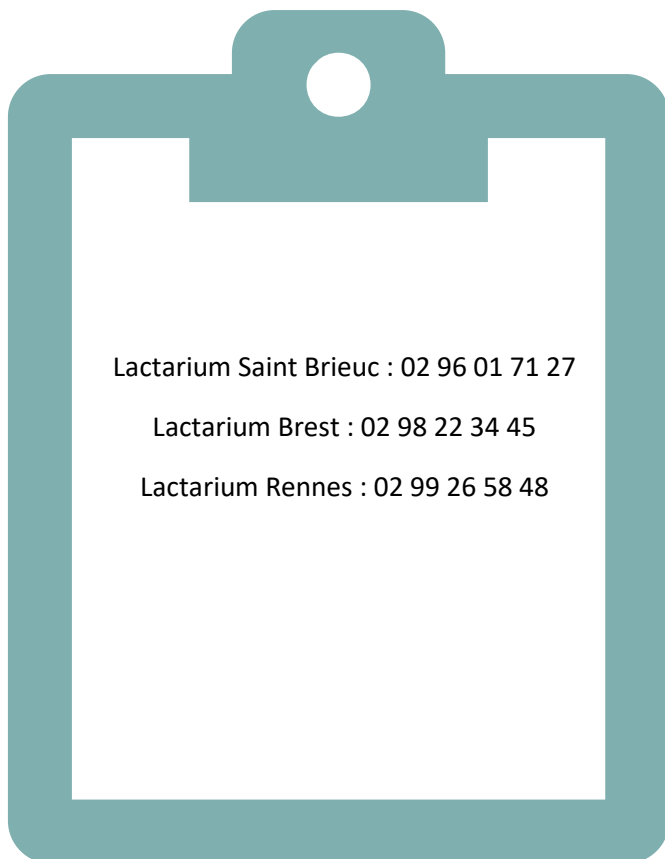 Lactarium Saint Brieuc : 02 96 01 71 27
Lactarium Brest : 02 98 22 34 45
Lactarium Rennes : 02 99 26 58 48